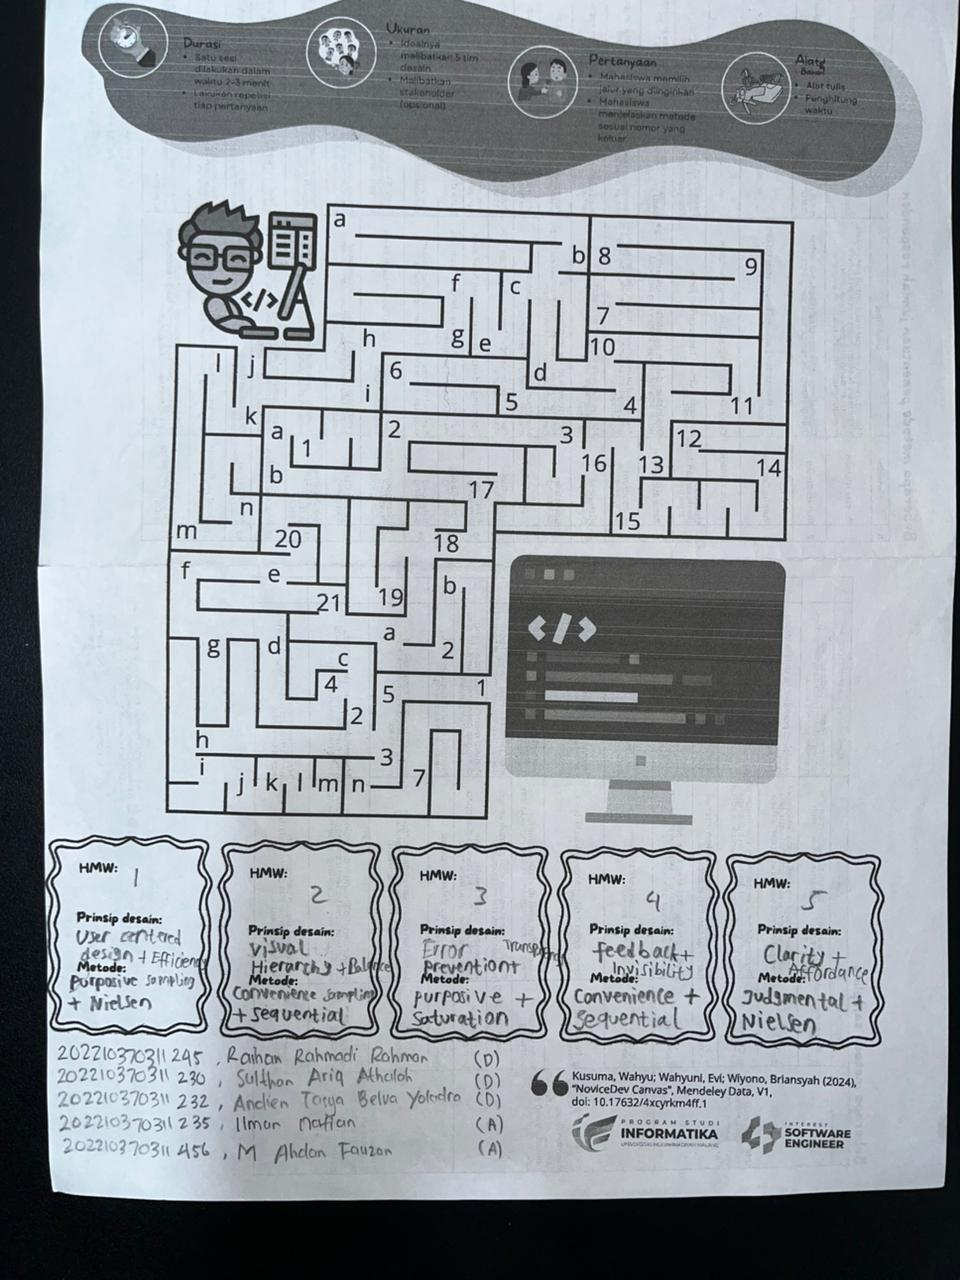 Durasi
• Satu sesi
dilakukan dalam
waktu 2-3 menit
• Lakukan repetisi
tiap pertanyaan
Ukuran
• Idealnya
melibatkan 5 tim
desain
• Melibatkan
stakeholder
(opsional)
Pertanyaan
• Mahasiswa memilih
jalur yang diinginkan
• Mahasiswa
menjelaskan metode
sesuai nomor yang
keluar
Alat &
Bahan
• Alat tulis
• Penghitung
waktu
a
b 8
9
f c
7
g e
h
10
l j
6 d
i
5 4 11
k a 2 3 12
1
b 16 13 14
17
n 15
m 20 18
f e b
21 19
a
g d c 2
4 5 1
2
h
i 3
j k l m n 7
</>
</>
HMW: 1
Prinsip desain:
User centered
design + Efficiency
Metode:
Purposive sampling
+ Nielsen
HMW: 2
Prinsip desain:
Visual
Hierarchy + Balance
Metode:
Convenience sampling
+ sequential
HMW: 3
Prinsip desain:
Error Transparency
prevention+
Metode:
purposive +
Saturation
HMW: 4
Prinsip desain:
feedback +
Invisibility
Metode:
Convenience +
Sequential
HMW: 5
Prinsip desain:
Clarity +
Affordance
Metode:
Judgmental +
Nielsen
202210370311245, Raihan Rahmadi Rahman (D)
202210370311230, Sulthan Ariq Athalah (D)
202210370311232, Andien Tasya Belva Yolandra (D)
202210370311235, Ilman (A)
202210370311456, M Ahdan Fauzan (A)
Kusuma, Wahyu; Wahyuni, Evi; Wiyono, Briansyah (2024),
"NoviceDev Canvas", Mendeley Data, V1,
doi: 10.17632/4xcyrkm4ff.1
PROGRAM STUDI
INFORMATIKA
UNIVERSITAS MUHAMMADIYAH MALANG
INTEREST
SOFTWARE
ENGINEER